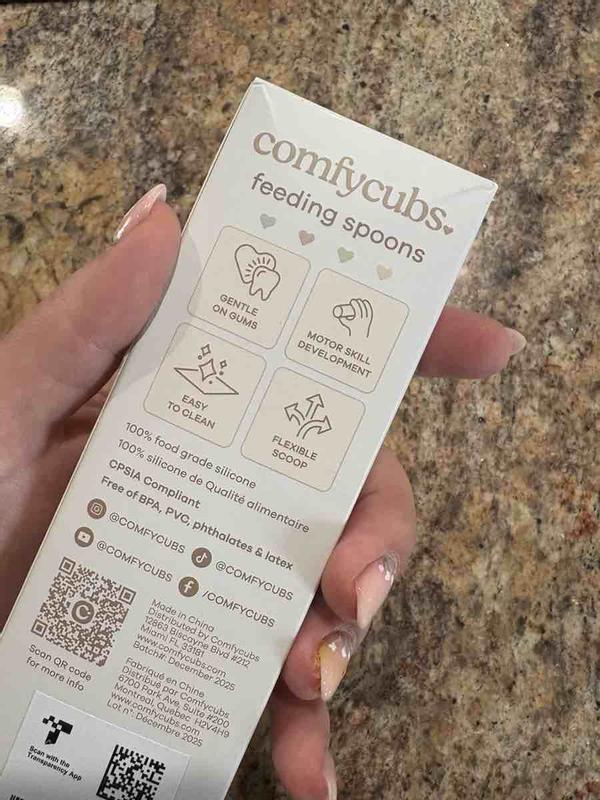 comfycubs
feeding spoons
GENTLE
ON GUMS
MOTOR SKILL
DEVELOPMENT
EASY
TO CLEAN
FLEXIBLE
SCOOP
100% food grade silicone
100% silicone de Qualité alimentaire
CPSIA Compliant
Free of BPA, PVC, phthalates & latex
@COMFYCUBS
@COMFYCUBS
@COMFYCUBS
/COMFYCUBS
C
Scan QR code
for more info
Made in China
Distributed by Comfycubs
12863 Biscayne Blvd #212
Miami FL 33181
www.comfycubs.com
Batch#: December 2025
Fabriqué en Chine
Distribué par Comfycubs
6700 Park Ave, Suite #200
Montreal, Quebec H2V4H9
www.comfycubs.com
Lot n°: Décembre 2025
Scan with the
Transparency App